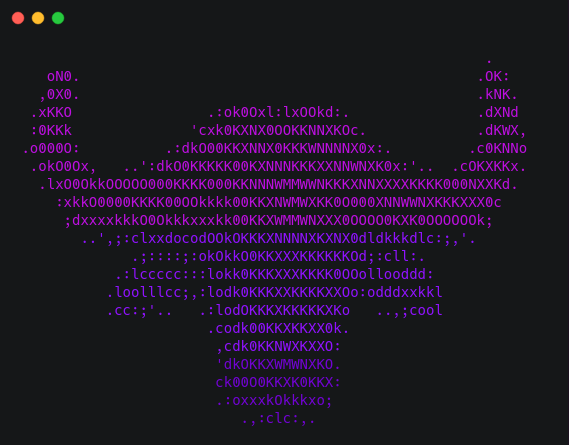 .
oN0. .OK:
,0X0. .kNK.
.xKKO .:ok0Oxl:lxOOkd:. .dXNd
:0KKk 'cxk0KXNX0OOKKNNXKOc. .dKWX,
.o000O: .:dkO00KKXNNX0KKKWNNNNX0x:. .c0KNNo
.okO0Ox, ..':dkO0KKKKK00KXNNNKKKXXNNWNXK0x:'.. .cOKXKKx.
.lxO0OkkOOOOO000KKKK000KKNNNWMMWWNKKKXNNXXXXKKKK000NXXKd.
:xkkO0000KKKK00OOkkkk00KKXNWMWXKK0O000XNNWWNXKKKXXX0c
;dxxxxkkkO0Okkkxxxkk00KKXWMMWNXXX0OOOO0KXK0OOOOOOk;
..',;:clxxdocodOOkOKKKXNNNNXKXNX0dldkkkdlc:;,'.
.;::::;:okOkkO0KKXXXKKKKKKOd;:cll:.
.:lccccc:::lokk0KKKXXXKKKK0OOollooddd:
.loolllcc;,:lodk0KKKXXKKKKXXOo:odddxxkkl
.cc:;'.. .:lodOKKKXKKKKKXKo ..,;cool
.codk00KKXKKXX0k.
,cdk0KKNWXKXXO:
'dkOKKXWMWNXKO.
ck00O0KKXK0KKX:
.:oxxxkOkkkxo;
.,:clc:,.